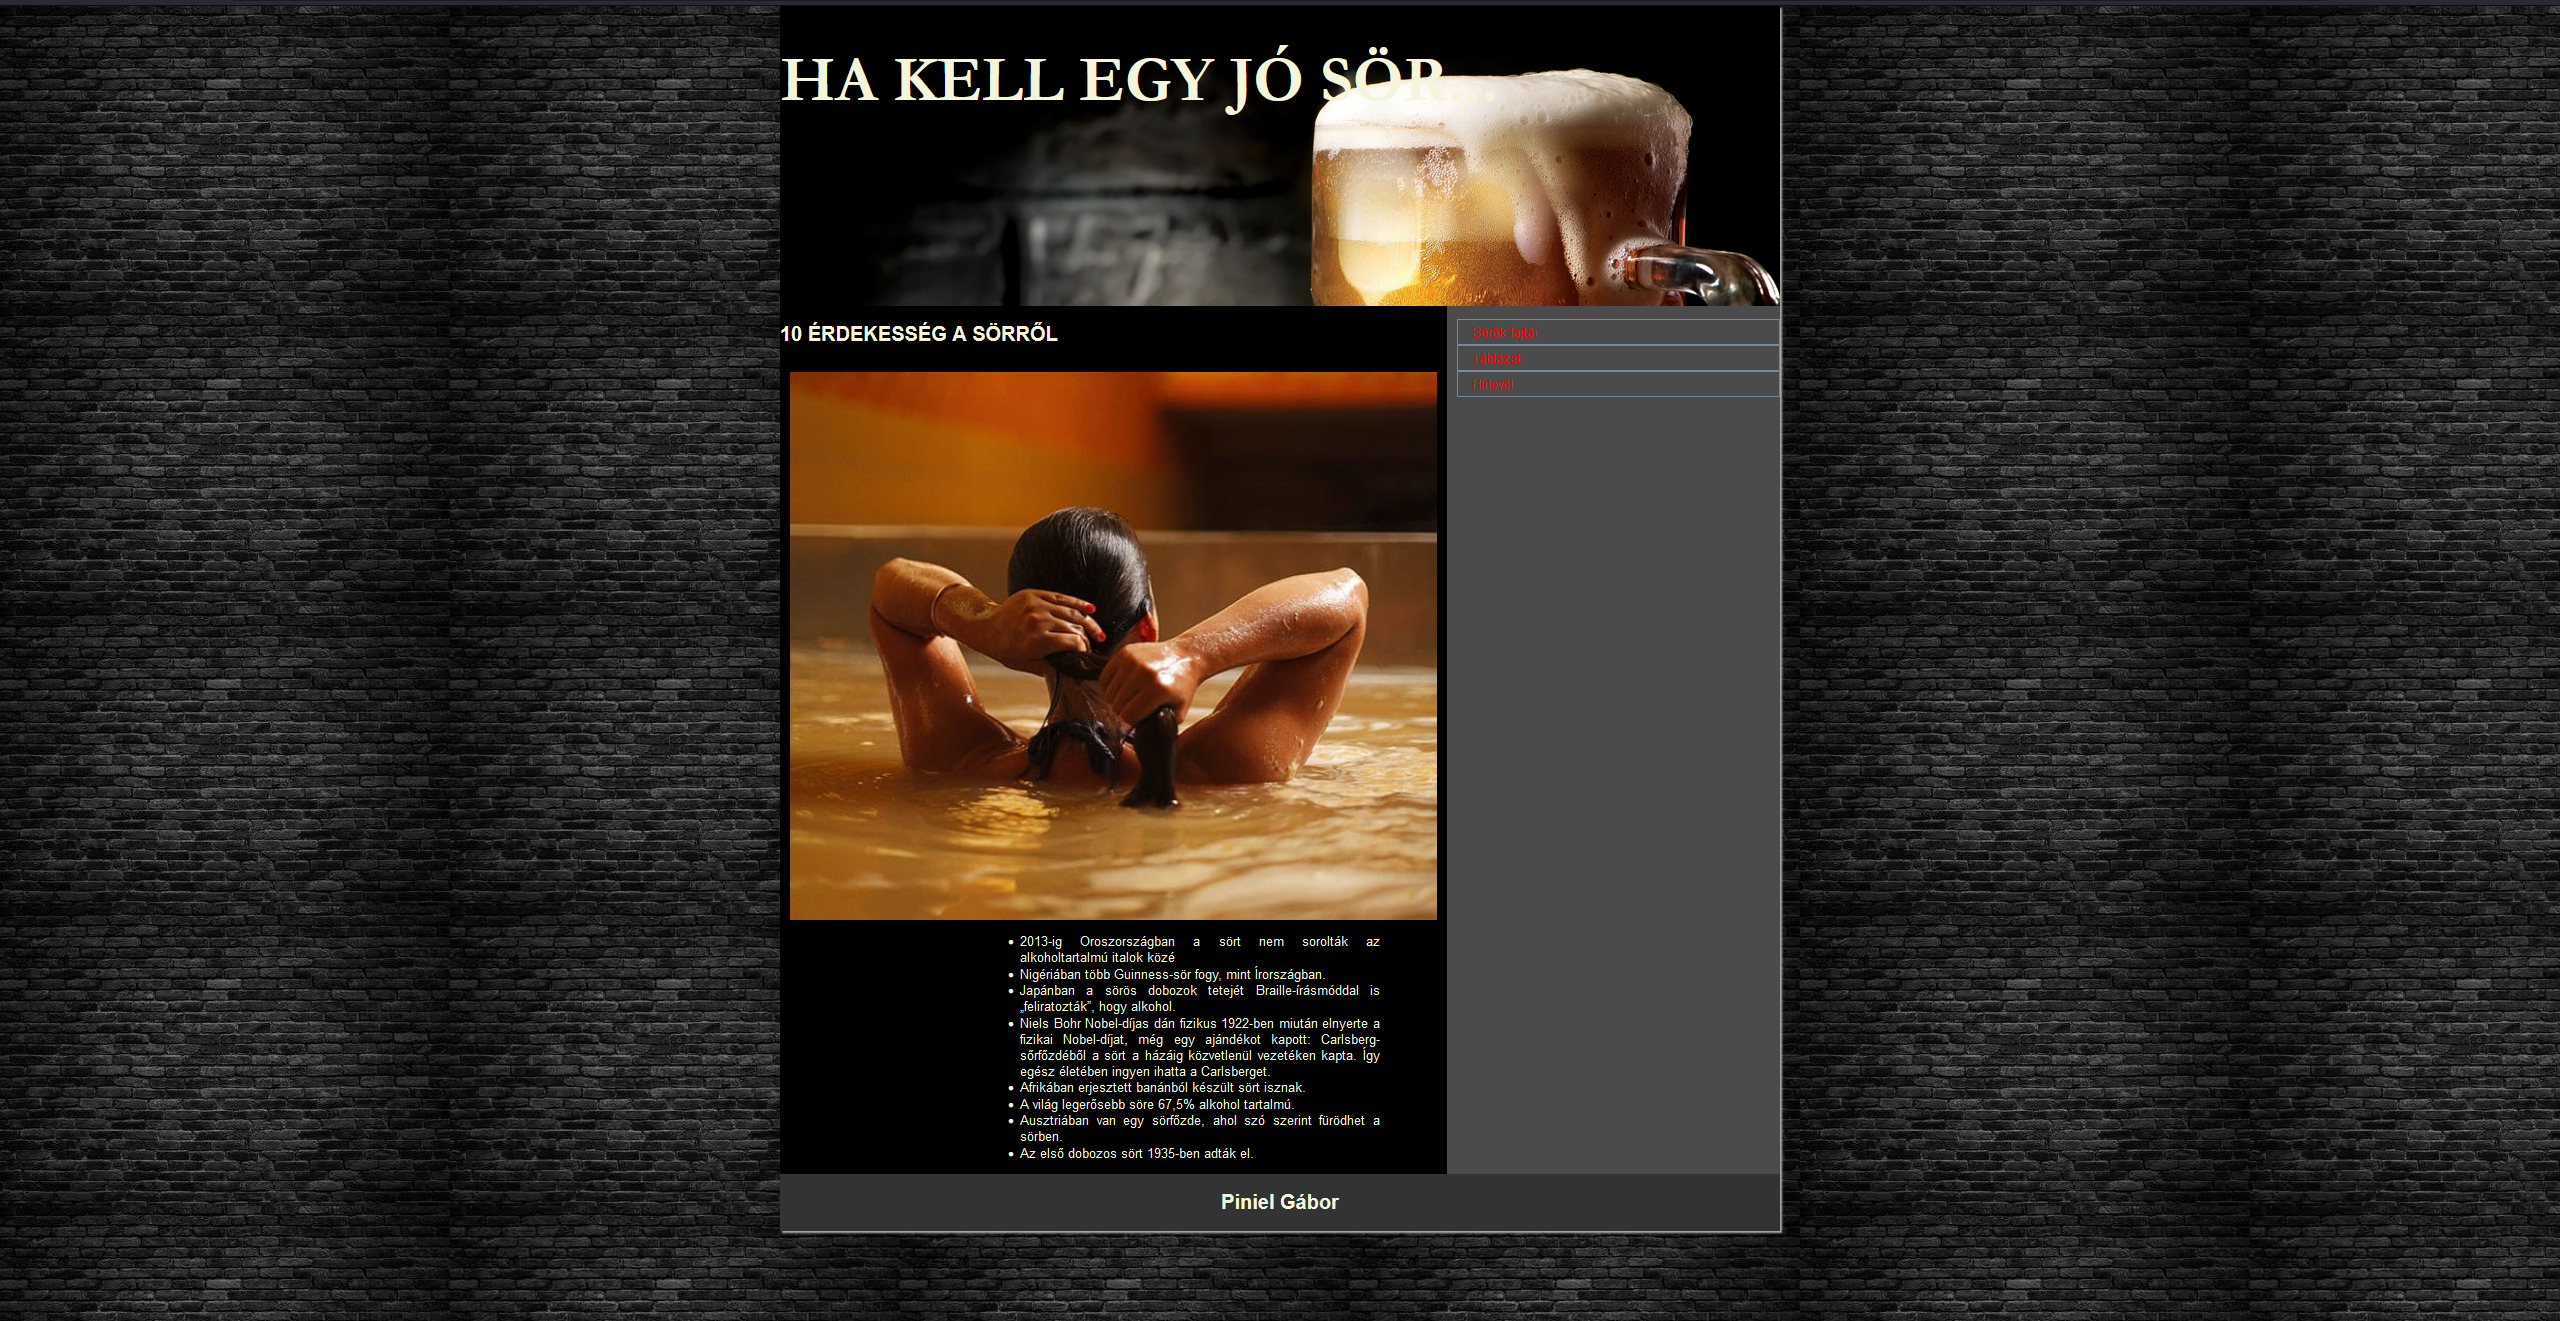 HA KELL EGY JÓ SÖR...
10 ÉRDEKESSÉG A SÖRRŐL
Sörök fajtái
Táblázat
Hírlevél
2013-ig Oroszországban a sört nem sorolták az
alkoholtartalmú italok közé
Nigériában több Guinness-sör fogy, mint Írországban.
Japánban a sörös dobozok tetejét Braille-írásmóddal is
„feliratozták”, hogy alkohol.
Niels Bohr Nobel-díjas dán fizikus 1922-ben miután elnyerte a
fizikai Nobel-díjat, még egy ajándékot kapott: Carlsberg-
sőrfőzdéből a sört a házáig közvetlenül vezetéken kapta. Így
egész életében ingyen ihatta a Carlsberget.
Afrikában erjesztett banánból készült sört isznak.
A világ legerősebb söre 67,5% alkohol tartalmú.
Ausztriában van egy sörfőzde, ahol szó szerint fürödhet a
sörben.
Az első dobozos sört 1935-ben adták el.
Piniel Gábor